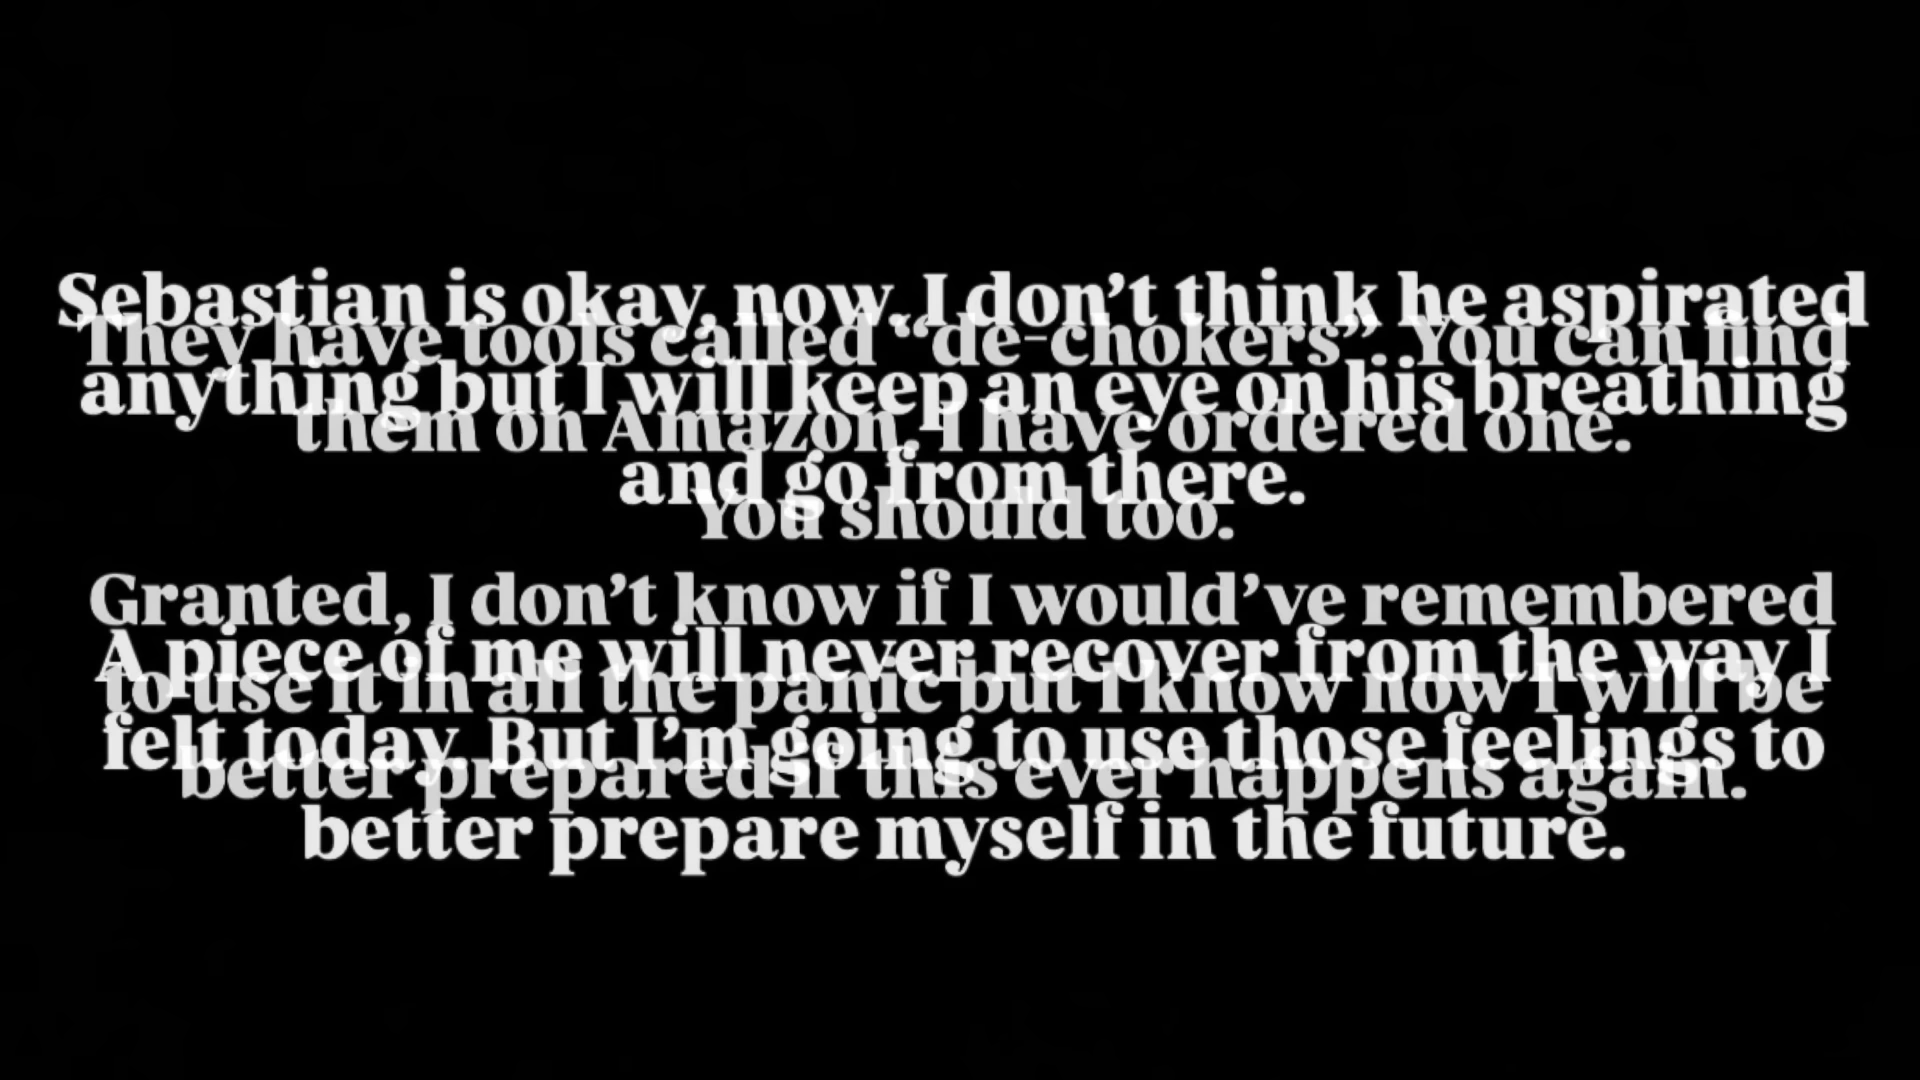 Sebastian is okay, now. I don’t think he aspirated
They have tools called “de-chokers”. You can find
anything but I will keep an eye on his breathing
them on Amazon. I have ordered one.
and go from there.
You should too.
Granted, I don’t know if I would’ve remembered
A piece of me will never recover from the way I
to use it in all the panic but I know now I will be
felt today. But I’m going to use those feelings to
better prepared if this ever happens again.
better prepare myself in the future.